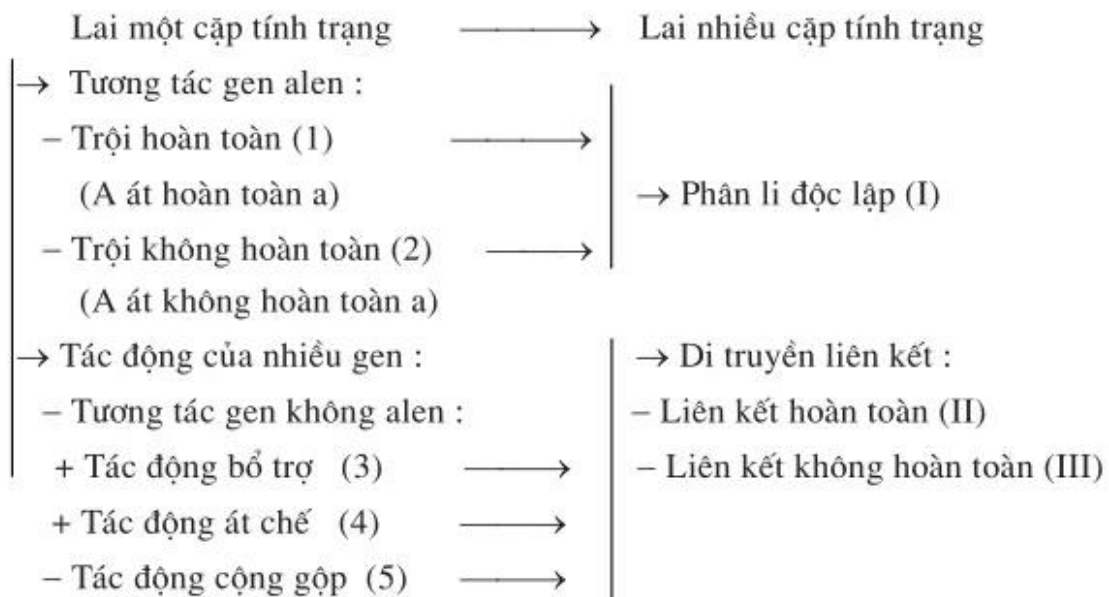 Lai một cặp tính trạng ⟶ Lai nhiều cặp tính trạng
→ Tương tác gen alen :
– Trội hoàn toàn (1) ⟶
(A át hoàn toàn a) → Phân li độc lập (I)
– Trội không hoàn toàn (2) ⟶
(A át không hoàn toàn a)
→ Tác động của nhiều gen : → Di truyền liên kết :
– Tương tác gen không alen : – Liên kết hoàn toàn (II)
+ Tác động bổ trợ (3) ⟶ – Liên kết không hoàn toàn (III)
+ Tác động át chế (4) ⟶
– Tác động cộng gộp (5) ⟶